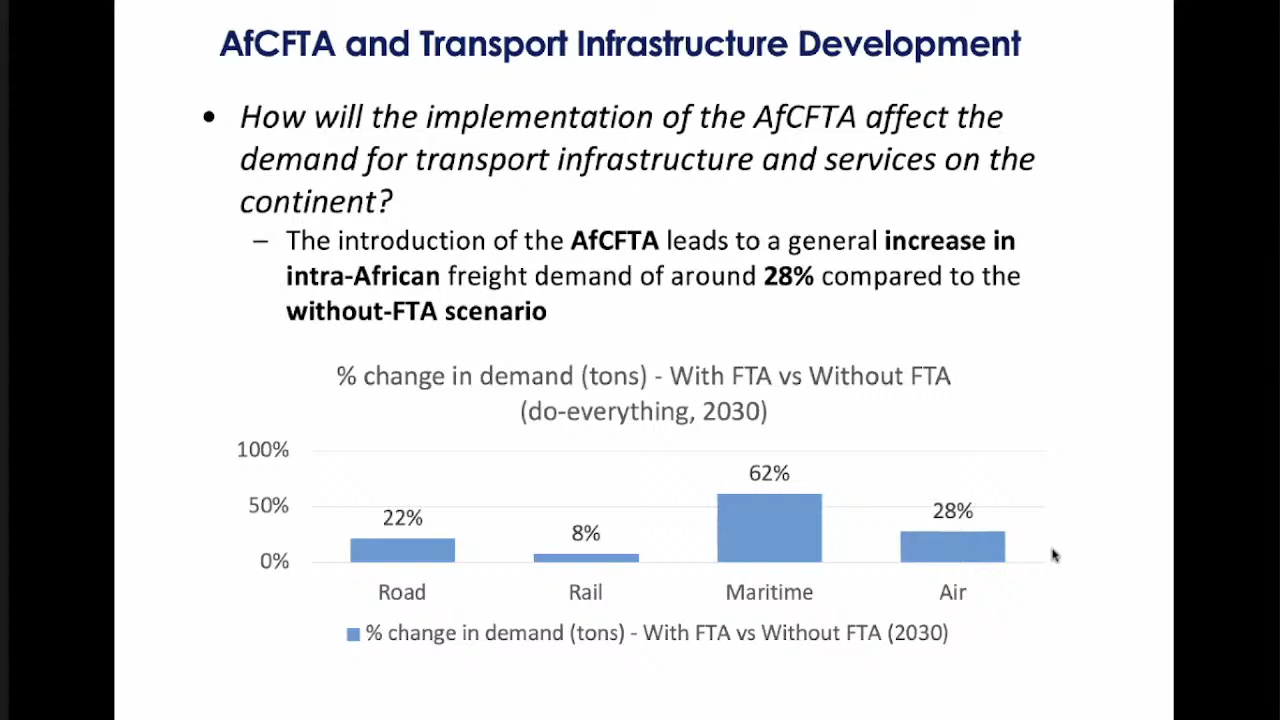 AfCFTA and Transport Infrastructure Development
• How will the implementation of the AfCFTA affect the
demand for transport infrastructure and services on the
continent?
– The introduction of the AfCFTA leads to a general increase in
intra-African freight demand of around 28% compared to the
without-FTA scenario
% change in demand (tons) - With FTA vs Without FTA
(do-everything, 2030)
100%
50%
0%
22%
8%
62%
28%
Road
Rail
Maritime
Air
% change in demand (tons) - With FTA vs Without FTA (2030)